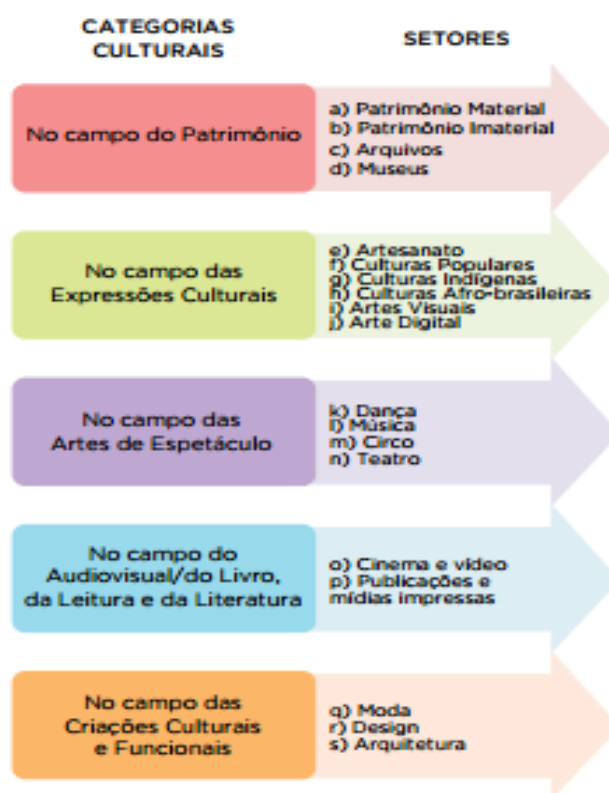 CATEGORIAS
CULTURAIS
SETORES
No campo do Patrimônio
a) Patrimônio Material
b) Patrimônio Imaterial
c) Arquivos
d) Museus
No campo das
Expressões Culturais
e) Artesanato
f) Culturas Populares
g) Culturas Indígenas
h) Culturas Afro-brasileiras
i) Artes Visuais
j) Arte Digital
No campo das
Artes de Espetáculo
k) Dança
l) Música
m) Circo
n) Teatro
No campo do
Audiovisual/do Livro,
da Leitura e da Literatura
o) Cinema e vídeo
p) Publicações e
mídias impressas
No campo das
Criações Culturais
e Funcionais
q) Moda
r) Design
s) Arquitetura